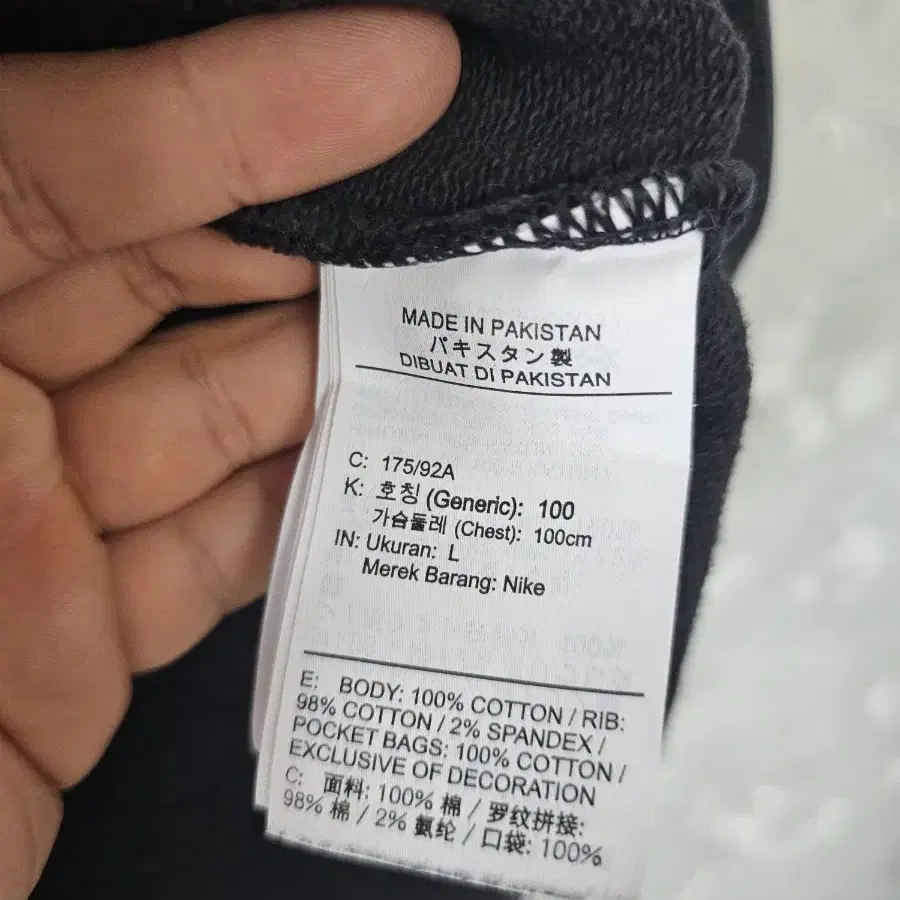 MADE IN PAKISTAN
パキスタン製
DIBUAT DI PAKISTAN
C: 175/92A
K: 호칭 (Generic): 100
가슴둘레 (Chest): 100cm
IN: Ukuran: L
Merek Barang: Nike
E: BODY: 100% COTTON / RIB:
98% COTTON / 2% SPANDEX /
POCKET BAGS: 100% COTTON /
EXCLUSIVE OF DECORATION
C: 面料: 100% 棉 / 罗纹拼接:
98% 棉 / 2% 氨纶 / 口袋: 100%